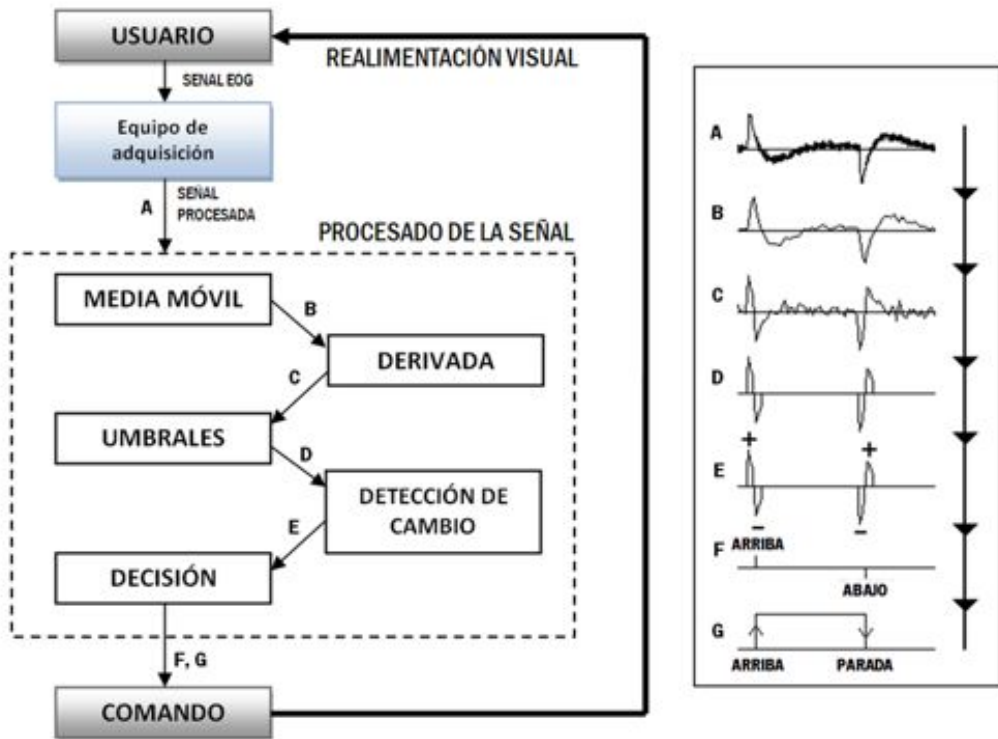 USUARIO
REALIMENTACIÓN VISUAL
SENAL EOG
Equipo de
adquisición
A
SEÑAL
PROCESADA
PROCESADO DE LA SEÑAL
MEDIA MÓVIL
B
DERIVADA
C
UMBRALES
D
DETECCIÓN DE
CAMBIO
E
DECISIÓN
F, G
COMANDO
A
B
C
D
+ +
E
– –
ARRIBA
F
ABAJO
G
ARRIBA PARADA